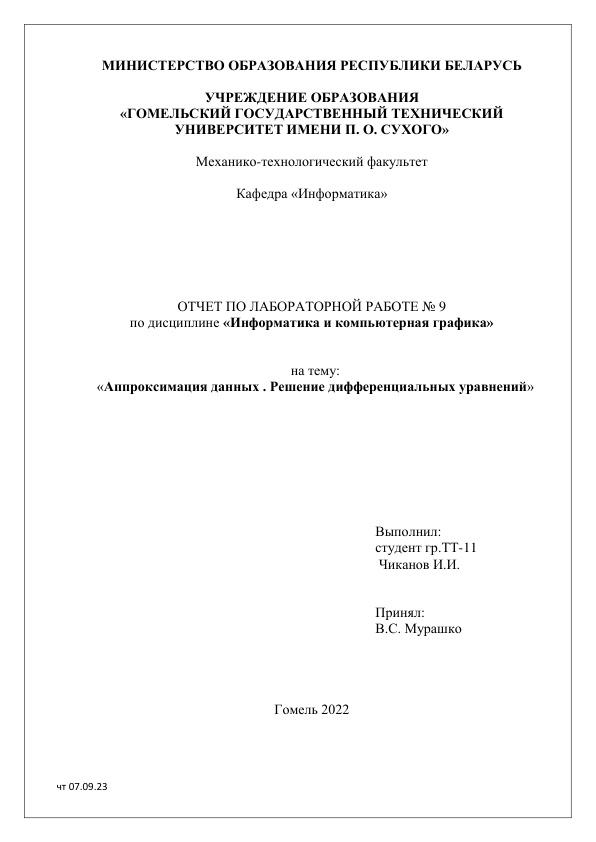 МИНИСТЕРСТВО ОБРАЗОВАНИЯ РЕСПУБЛИКИ БЕЛАРУСЬ
УЧРЕЖДЕНИЕ ОБРАЗОВАНИЯ
«ГОМЕЛЬСКИЙ ГОСУДАРСТВЕННЫЙ ТЕХНИЧЕСКИЙ
УНИВЕРСИТЕТ ИМЕНИ П. О. СУХОГО»
Механико-технологический факультет
Кафедра «Информатика»
ОТЧЕТ ПО ЛАБОРАТОРНОЙ РАБОТЕ № 9
по дисциплине «Информатика и компьютерная графика»
на тему:
«Аппроксимация данных . Решение дифференциальных уравнений»
Выполнил:
студент гр.ТТ-11
Чиканов И.И.
Принял:
В.С. Мурашко
Гомель 2022
чт 07.09.23